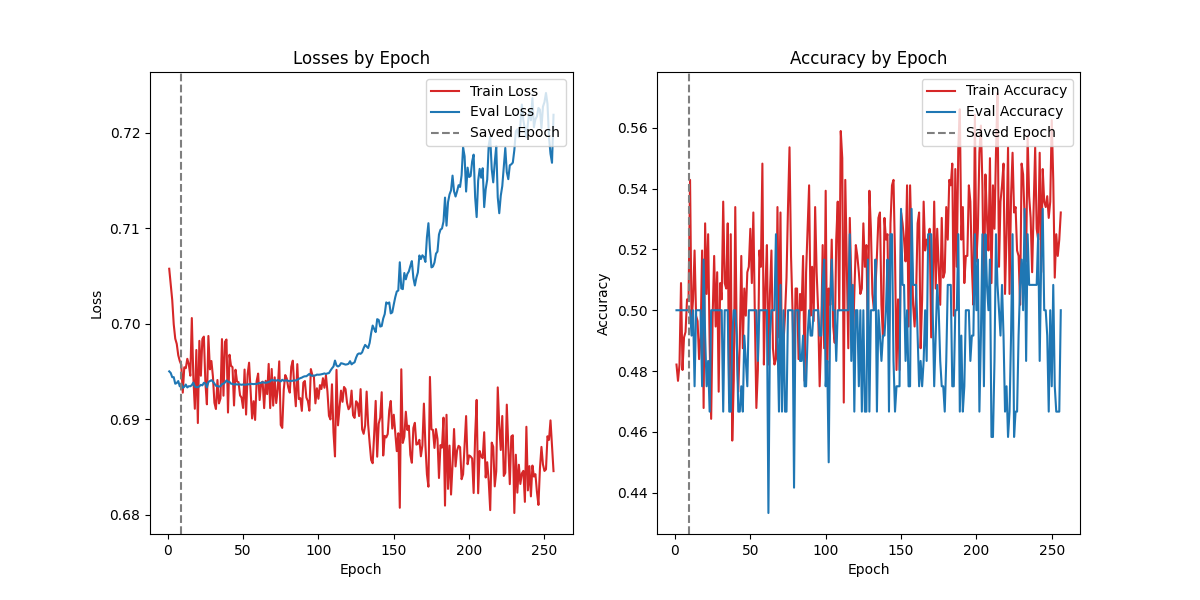 Losses by Epoch
Train Loss
Eval Loss
Saved Epoch
0.72
0.71
0.70
0.69
0.68
Loss
0
50
100
150
200
250
Epoch
Accuracy by Epoch
Train Accuracy
Eval Accuracy
Saved Epoch
0.56
0.54
0.52
0.50
0.48
0.46
0.44
Accuracy
0
50
100
150
200
250
Epoch